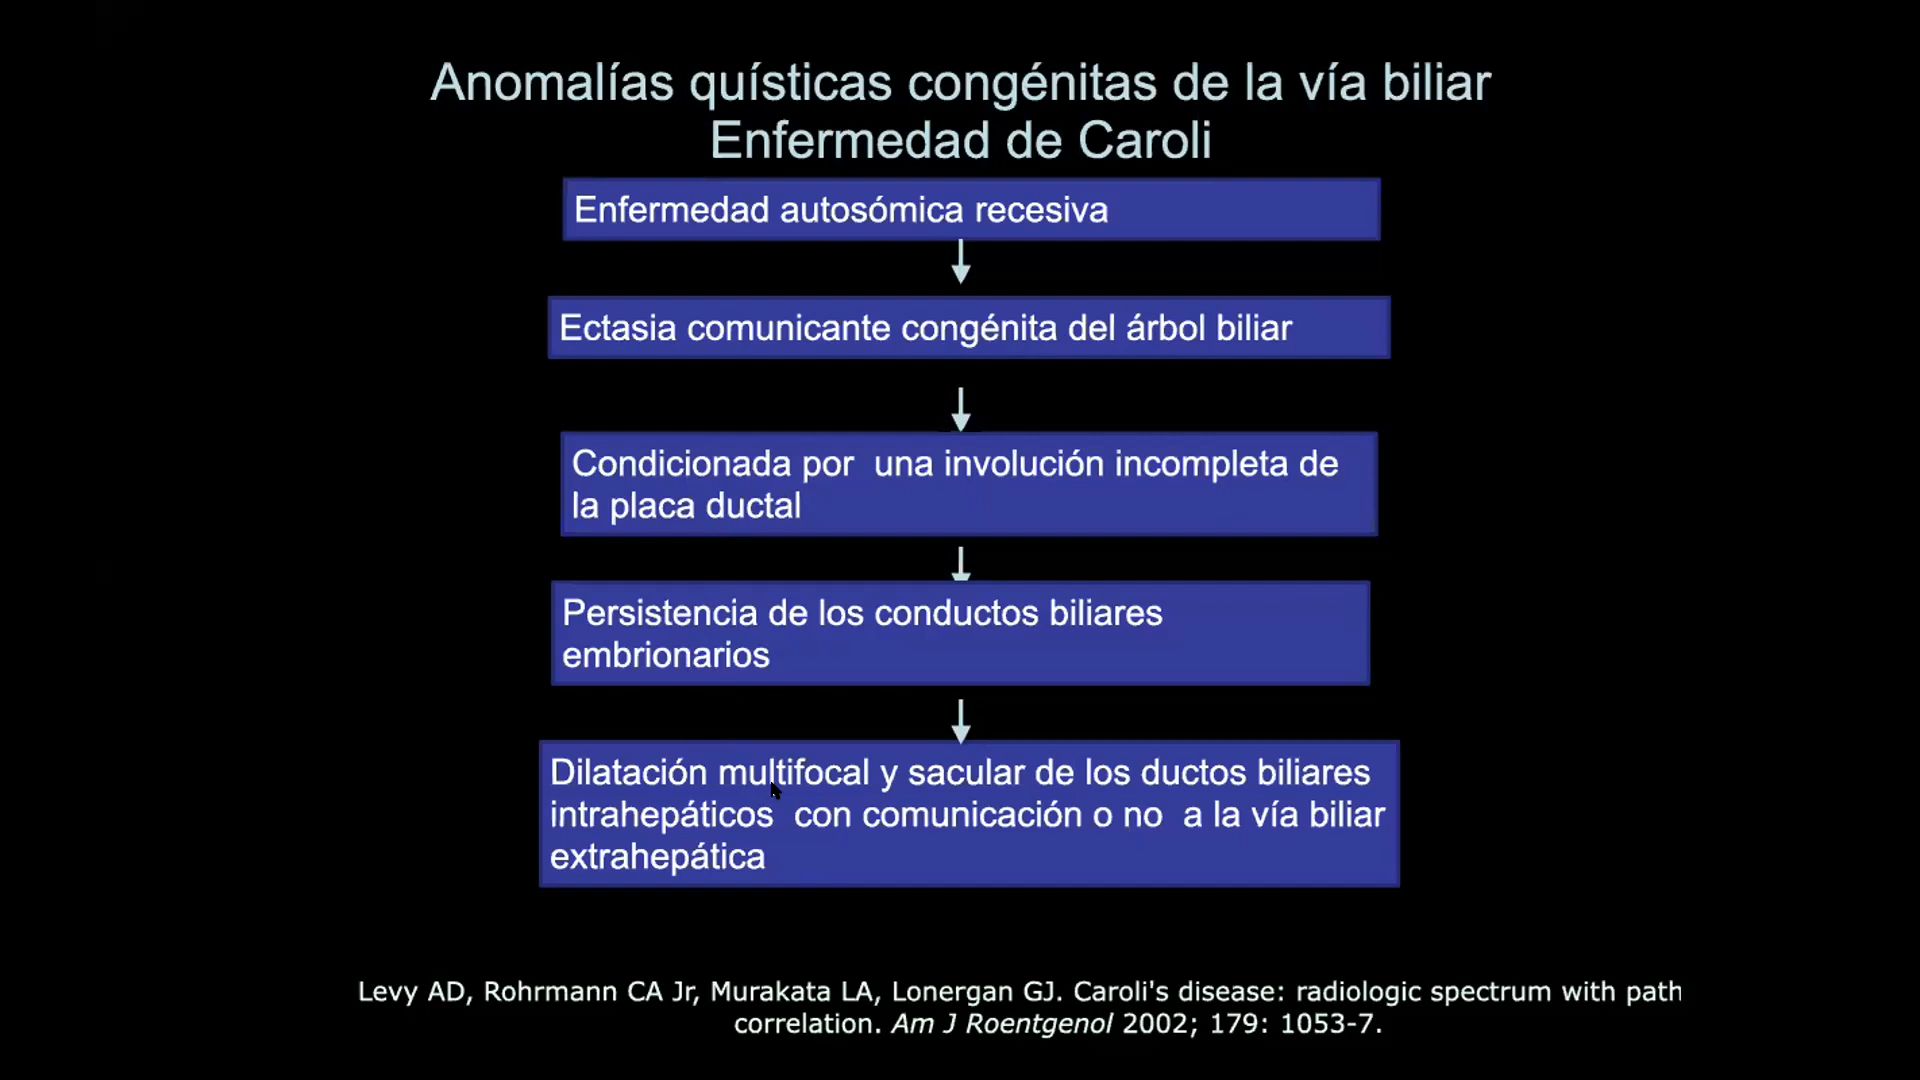 Anomalías quísticas congénitas de la vía biliar
Enfermedad de Caroli
Enfermedad autosómica recesiva
Ectasia comunicante congénita del árbol biliar
Condicionada por una involución incompleta de
la placa ductal
Persistencia de los conductos biliares
embrionarios
Dilatación multifocal y sacular de los ductos biliares
intrahepáticos con comunicación o no a la vía biliar
extrahepática
Levy AD, Rohrmann CA Jr, Murakata LA, Lonergan GJ. Caroli's disease: radiologic spectrum with path
correlation. Am J Roentgenol 2002; 179: 1053-7.